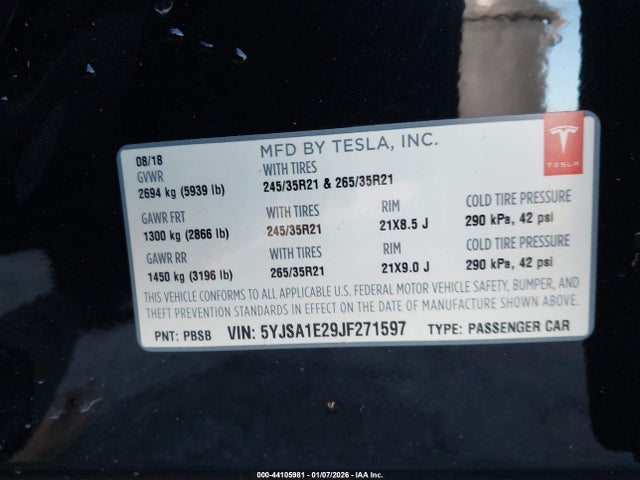 08/18 MFD BY TESLA, INC.
GVWR WITH TIRES
2694 kg (5939 lb) 245/35R21 & 265/35R21
GAWR FRT WITH TIRES RIM COLD TIRE PRESSURE
1300 kg (2866 lb) 245/35R21 21X8.5 J 290 kPa, 42 psi
GAWR RR WITH TIRES RIM COLD TIRE PRESSURE
1450 kg (3196 lb) 265/35R21 21X9.0 J 290 kPa, 42 psi
THIS VEHICLE CONFORMS TO ALL APPLICABLE U.S. FEDERAL MOTOR VEHICLE SAFETY, BUMPER, AND
THEFT PREVENTION STANDARDS IN EFFECT ON THE DATE OF MANUFACTURE SHOWN ABOVE.
PNT: PBSB VIN: 5YJSA1E29JF271597 TYPE: PASSENGER CAR
TESLA
000-44105981 - 01/07/2026 - IAA Inc.